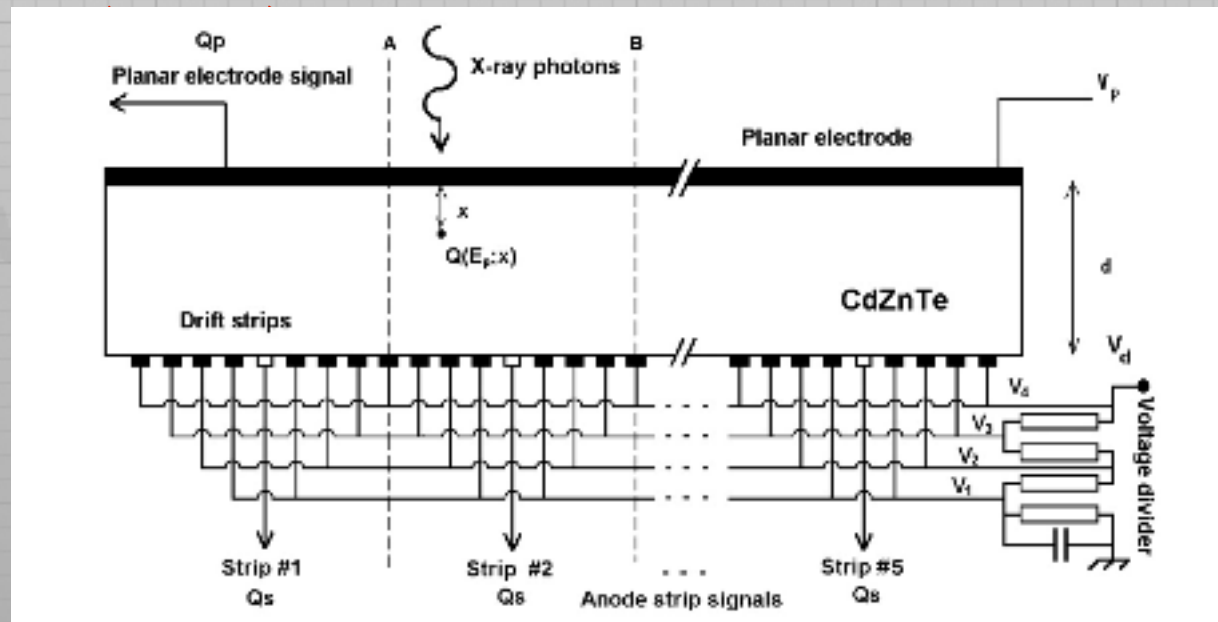 Qp
Planar electrode signal
A
X-ray photons
B
Vp
Planar electrode
x
Q(Ep:x)
d
CdZnTe
Drift strips
Vd
V4
V3
V2
V1
Voltage divider
Strip #1
Qs
Strip #2
Qs
. . .
Anode strip signals
Strip #5
Qs